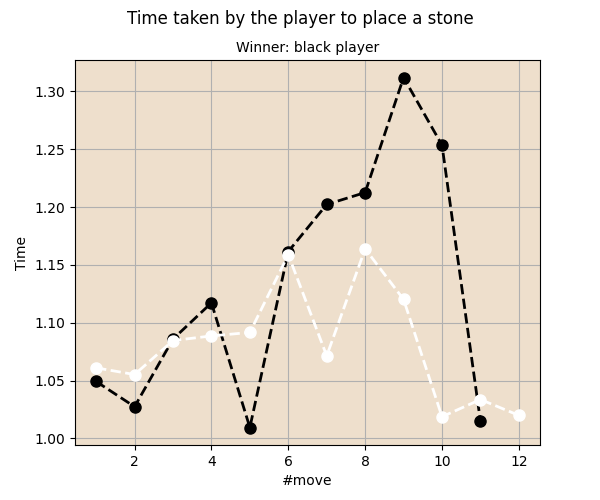 Time taken by the player to place a stone
Winner: black player
1.30
1.25
1.20
1.15
1.10
1.05
1.00
Time
2 4 6 8 10 12
#move